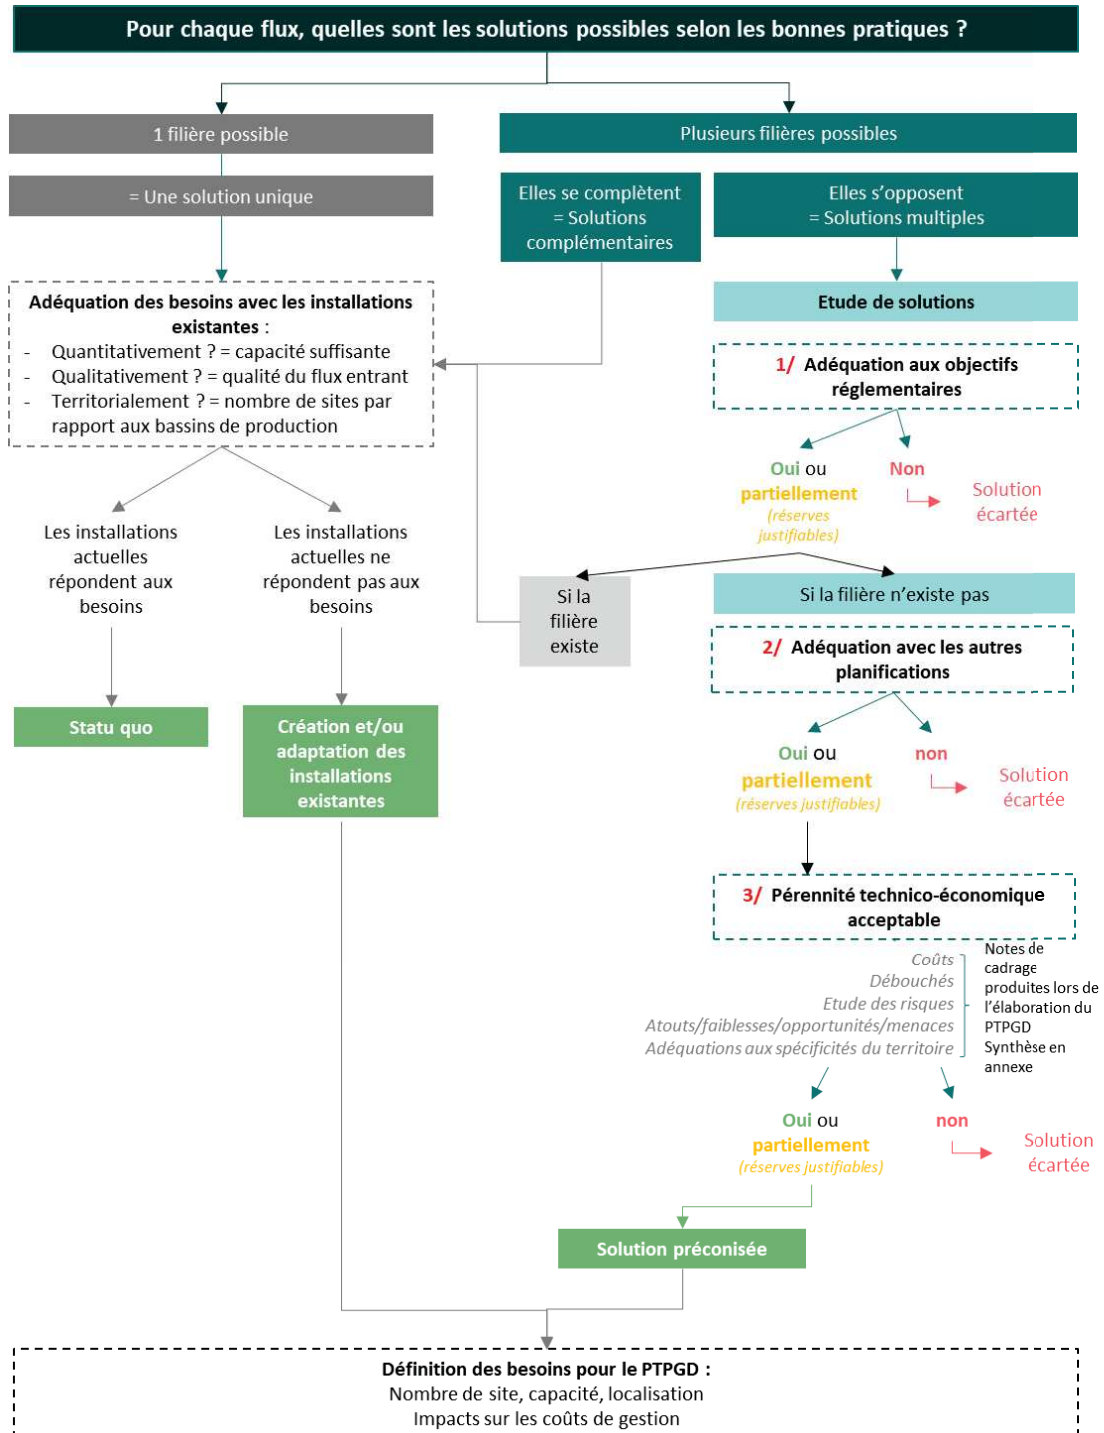 Pour chaque flux, quelles sont les solutions possibles selon les bonnes pratiques ?
1 filière possible
= Une solution unique
Plusieurs filières possibles
Elles se complètent
= Solutions
complémentaires
Elles s'opposent
= Solutions multiples
Adéquation des besoins avec les installations
existantes :
- Quantitativement ? = capacité suffisante
- Qualitativement ? = qualité du flux entrant
- Territorialement ? = nombre de sites par
rapport aux bassins de production
Etude de solutions
1/ Adéquation aux objectifs
réglementaires
Oui ou
partiellement
(réserves
justifiables)
Non
Solution
écartée
Les installations
actuelles
répondent aux
besoins
Les installations
actuelles ne
répondent pas aux
besoins
Si la
filière
existe
Si la filière n'existe pas
2/ Adéquation avec les autres
planifications
Statu quo
Création et/ou
adaptation des
installations
existantes
Oui ou
partiellement
(réserves justifiables)
non
Solution
écartée
3/ Pérennité technico-économique
acceptable
Coûts
Débouchés
Etude des risques
Atouts/faiblesses/opportunités/menaces
Adéquations aux spécificités du territoire
Notes de
cadrage
produites lors de
l'élaboration du
PTPGD
Synthèse en
annexe
Oui ou
partiellement
(réserves justifiables)
non
Solution
écartée
Solution préconisée
Définition des besoins pour le PTPGD :
Nombre de site, capacité, localisation
Impacts sur les coûts de gestion